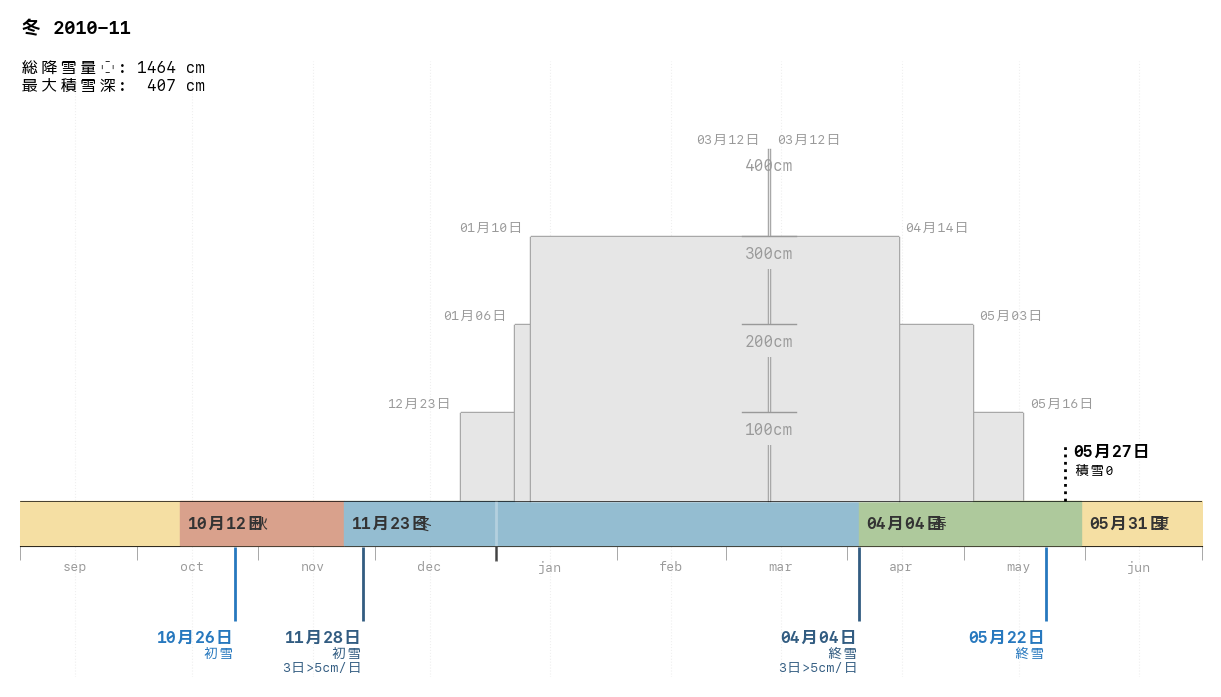 冬 2010-11
総降雪量: 1464 cm
最大積雪深: 407 cm
03月12日 03月12日
400cm
01月10日 04月14日
300cm
01月06日 05月03日
200cm
12月23日 05月16日
100cm
05月27日
積雪0
10月12日 秋 11月23日 冬 04月04日 春 05月31日 夏
sep oct nov dec jan feb mar apr may jun
10月26日
初雪
11月28日
初雪
3日>5cm/日
04月04日
終雪
3日>5cm/日
05月22日
終雪